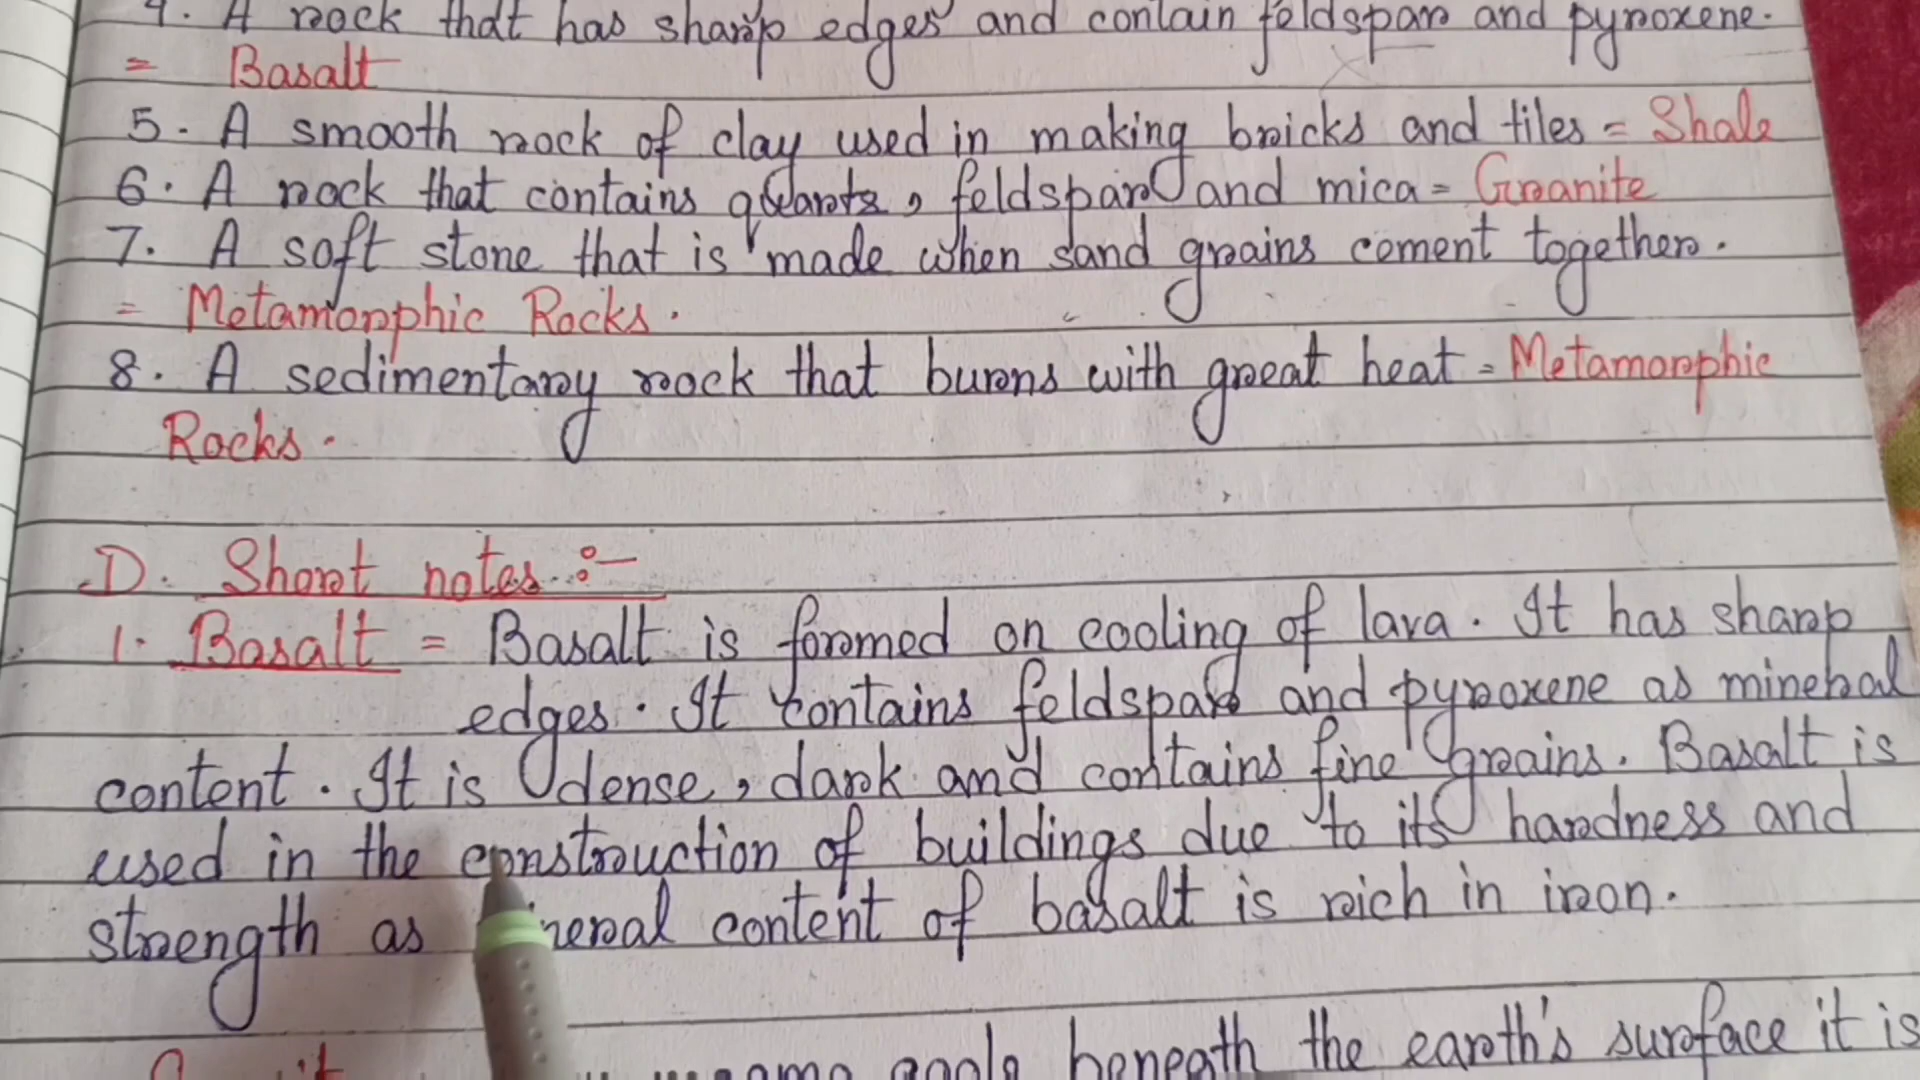 4. A rock that has sharp edges and contain feldspar and pyroxene.
= Basalt
5. A smooth rock of clay used in making bricks and tiles = Shale
6. A rock that contains quartz, feldspar and mica = Granite
7. A soft stone that is made when sand grains cement together.
= Metamorphic Rocks.
8. A sedimentary rock that burns with great heat = Metamorphic
Rocks.
D. Short notes :-
1. Basalt = Basalt is formed on cooling of lava. It has sharp
edges. It contains feldspar and pyroxene as mineral
content. It is dense, dark and contains fine grains. Basalt is
used in the construction of buildings due to its hardness and
strength as mineral content of basalt is rich in iron.
beneath the earth's surface it is